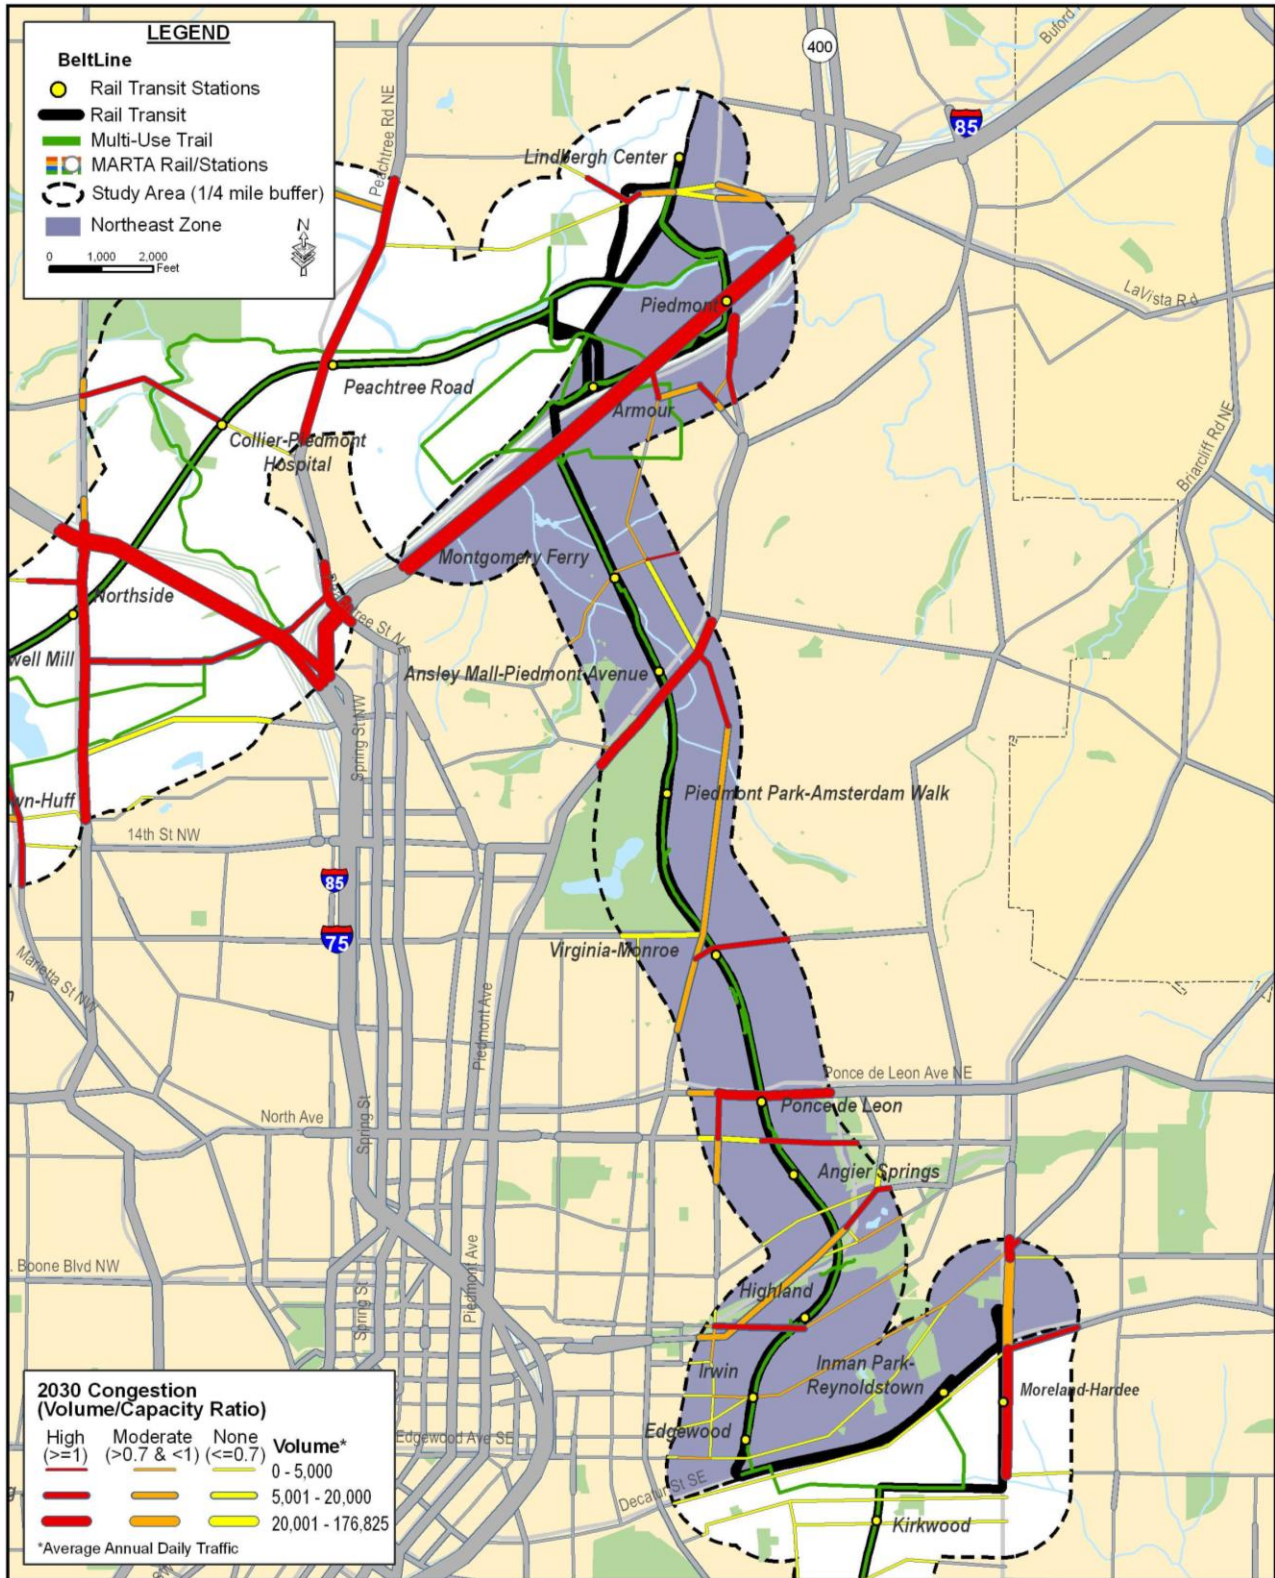 LEGEND
BeltLine
Rail Transit Stations
Rail Transit
Multi-Use Trail
MARTA Rail/Stations
Study Area (1/4 mile buffer)
Northeast Zone
N
0 1,000 2,000
Feet
400
85
Peachtree Rd NE
Lindbergh Center
LaVista Rd
Piedmont
Peachtree Road
Armour
Collier-Piedmont
Hospital
Briarcliff Rd NE
Montgomery Ferry
Northside
well Mill
Ansley Mall-Piedmont Avenue
Spring St NW
Piedmont Park-Amsterdam Walk
wn-Huff
14th St NW
85
75
Virginia-Monroe
Marietta St NW
Piedmont Ave
Ponce de Leon Ave NE
Ponce de Leon
North Ave
Spring St
Angier Springs
. Boone Blvd NW
Piedmont Ave
Spring St
Highland
Irwin
Inman Park-
Reynoldstown
Moreland-Hardee
Edgewood
Edgewood Ave SE
Decatur St SE
Kirkwood
2030 Congestion
(Volume/Capacity Ratio)
High Moderate None Volume*
(>=1) (>0.7 & <1) (<=0.7)
0 - 5,000
5,001 - 20,000
20,001 - 176,825
*Average Annual Daily Traffic